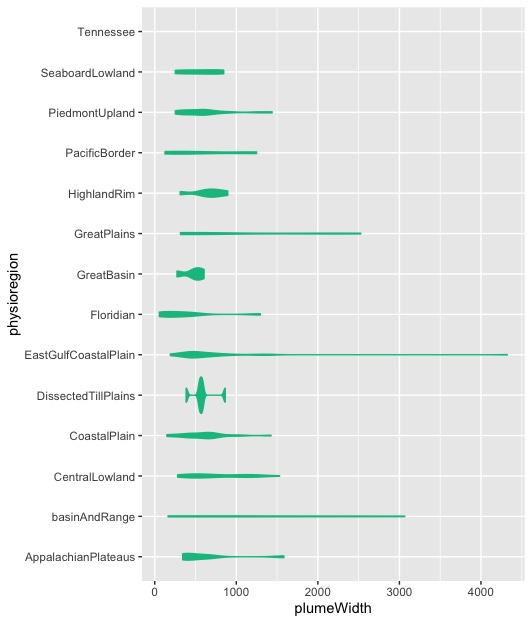 Tennessee
SeaboardLowland
PiedmontUpland
PacificBorder
HighlandRim
GreatPlains
GreatBasin
Floridian
EastGulfCoastalPlain
DissectedTillPlains
CoastalPlain
CentralLowland
basinAndRange
AppalachianPlateaus
physioregion
0 1000 2000 3000 4000
plumeWidth